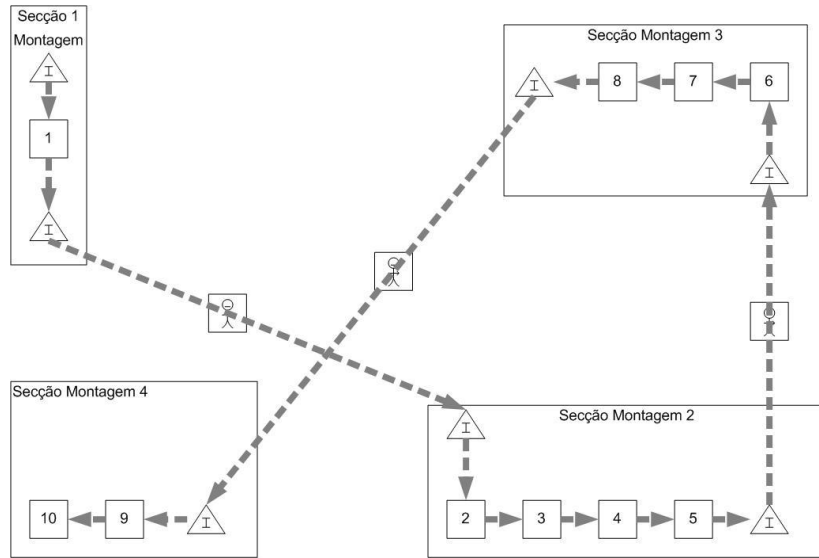 Secção 1
Montagem
I
1
I
Secção Montagem 3
I
8
7
6
I
Secção Montagem 4
10
9
I
Secção Montagem 2
I
2
3
4
5
I